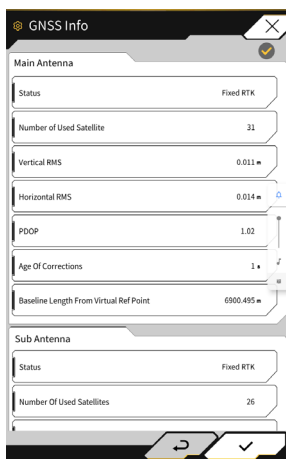 GNSS Info
Main Antenna
Status Fixed RTK
Number of Used Satellite 31
Vertical RMS 0.011 m
Horizontal RMS 0.014 m
PDOP 1.02
Age Of Corrections 1 s
Baseline Length From Virtual Ref Point 6900.495 m
Sub Antenna
Status Fixed RTK
Number Of Used Satellites 26